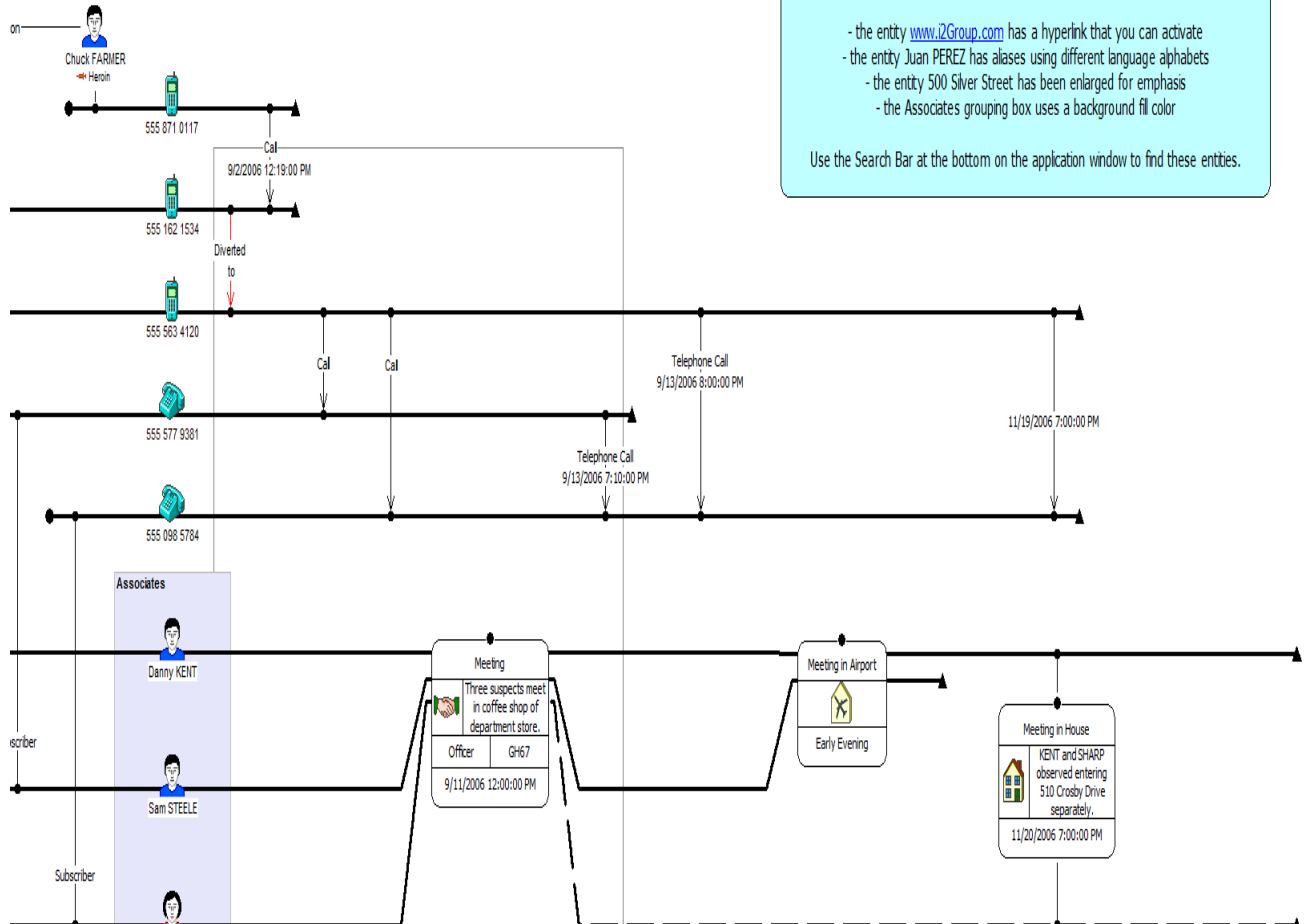 on
Chuck FARMER
Heroin
- the entity www.i2Group.com has a hyperlink that you can activate
- the entity Juan PEREZ has aliases using different language alphabets
- the entity 500 Silver Street has been enlarged for emphasis
- the Associates grouping box uses a background fill color
Use the Search Bar at the bottom on the application window to find these entities.
555 871 0117
Call
9/2/2006 12:19:00 PM
555 162 1534
Diverted
to
555 563 4120
Call
Call
Telephone Call
9/13/2006 8:00:00 PM
11/19/2006 7:00:00 PM
555 577 9381
Telephone Call
9/13/2006 7:10:00 PM
555 098 5784
Associates
Danny KENT
Meeting
Three suspects meet
in coffee shop of
department store.
Officer GH67
9/11/2006 12:00:00 PM
Meeting in Airport
Early Evening
Meeting in House
KENT and SHARP
observed entering
510 Crosby Drive
separately.
11/20/2006 7:00:00 PM
oscriber
Sam STEELE
Subscriber